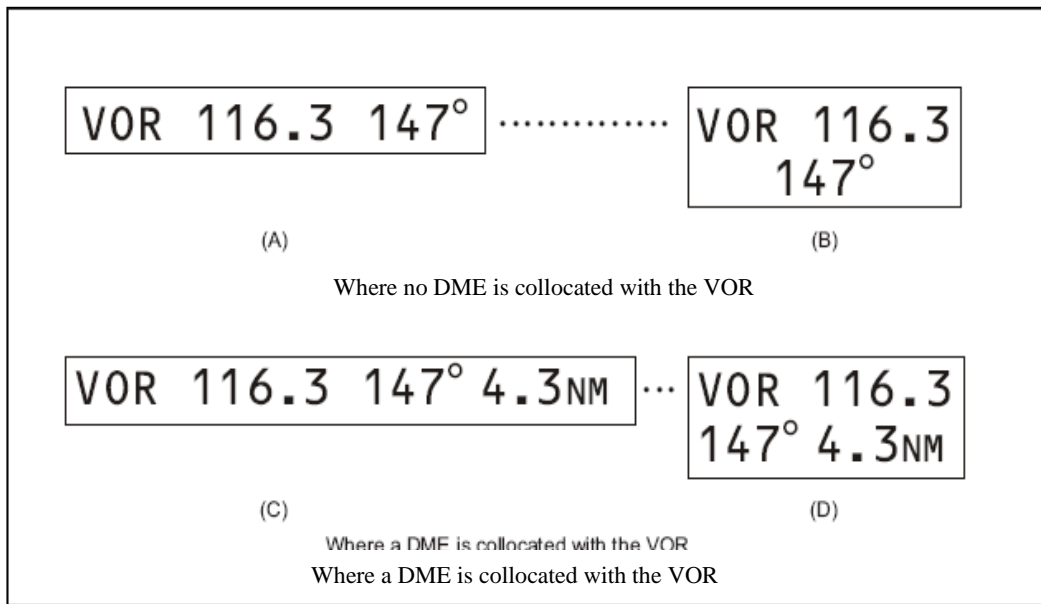 VOR 116.3 147°
VOR 116.3
147°
(A)
(B)
Where no DME is collocated with the VOR
VOR 116.3 147° 4.3NM
VOR 116.3
147° 4.3NM
(C)
(D)
Where a DME is collocated with the VOR
Where a DME is collocated with the VOR